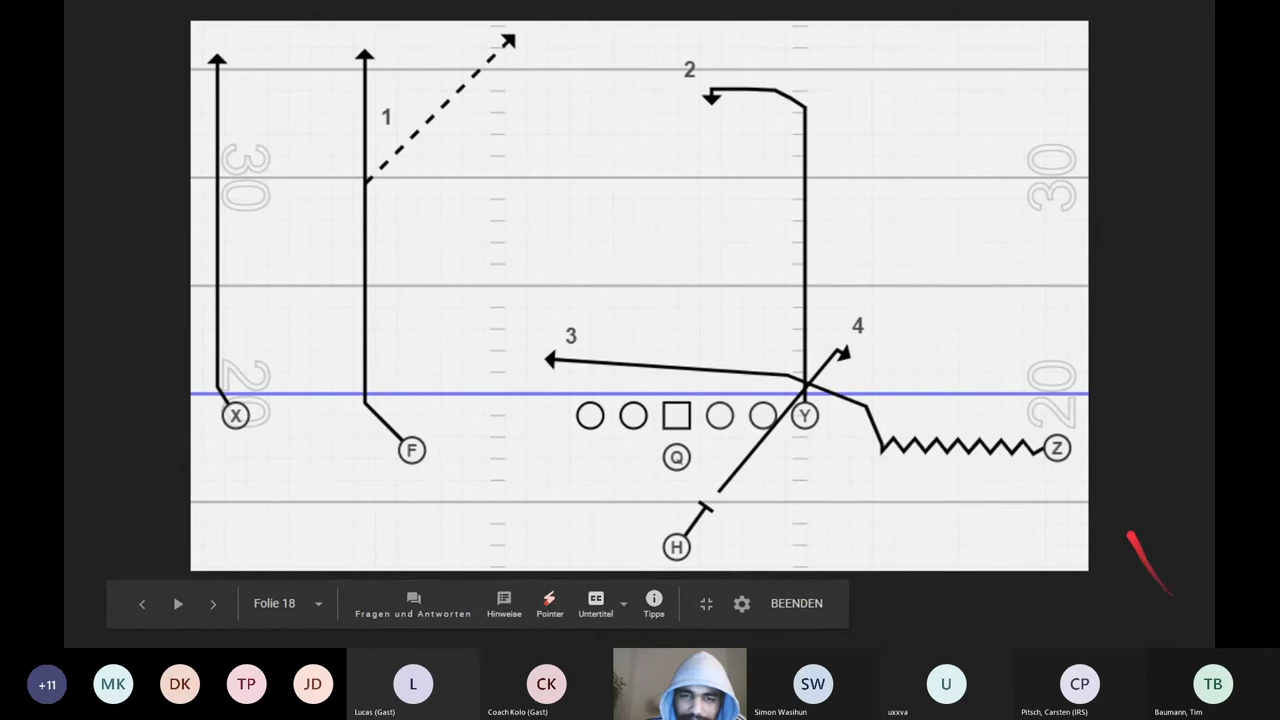 1
2
30
30
3
4
20
20
X
F
Y
Q
Z
H
Folie 18
Fragen und Antworten
Hinweise
Pointer
CC
Untertitel
Tipps
BEENDEN
+11
MK
DK
TP
JD
L
CK
SW
U
CP
TB
Lucas (Gast)
Coach Kolo (Gast)
Simon Wasihun
uxxva
Pitsch, Carsten (IRS)
Baumann, Tim